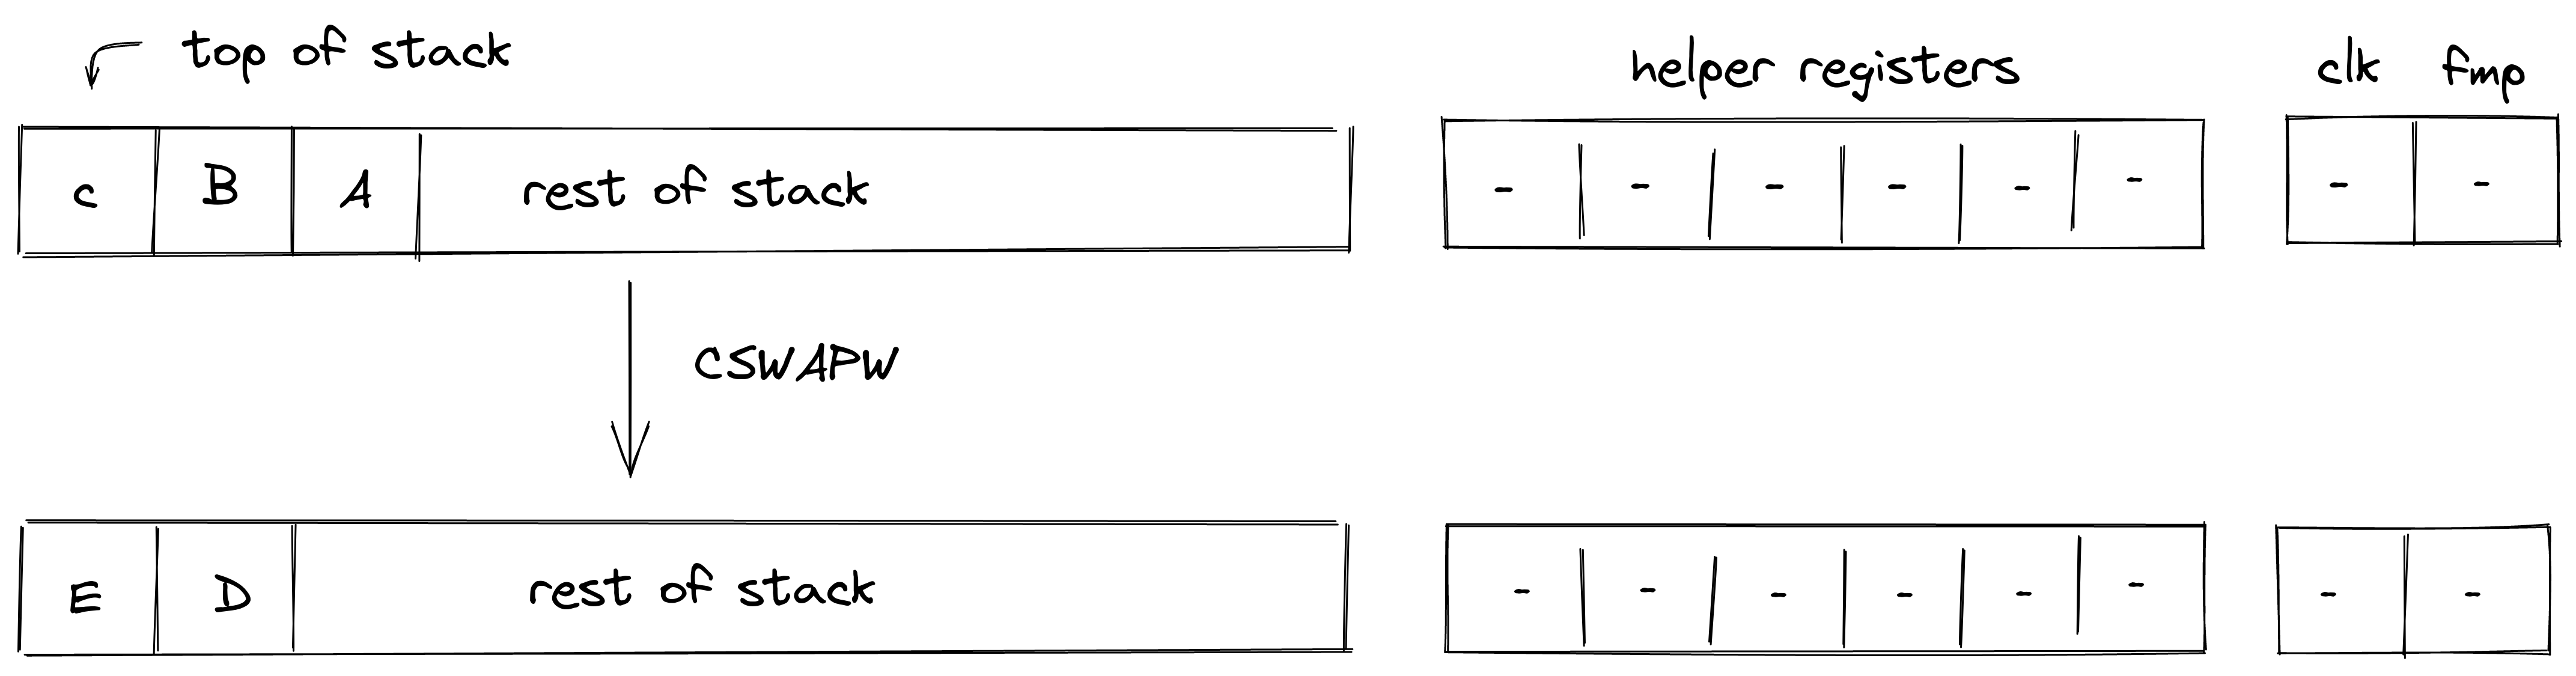 top of stack
helper registers
clk fmp
c B A rest of stack
- - - - - -
- -
CSWAPW
E D rest of stack
- - - - - -
- -